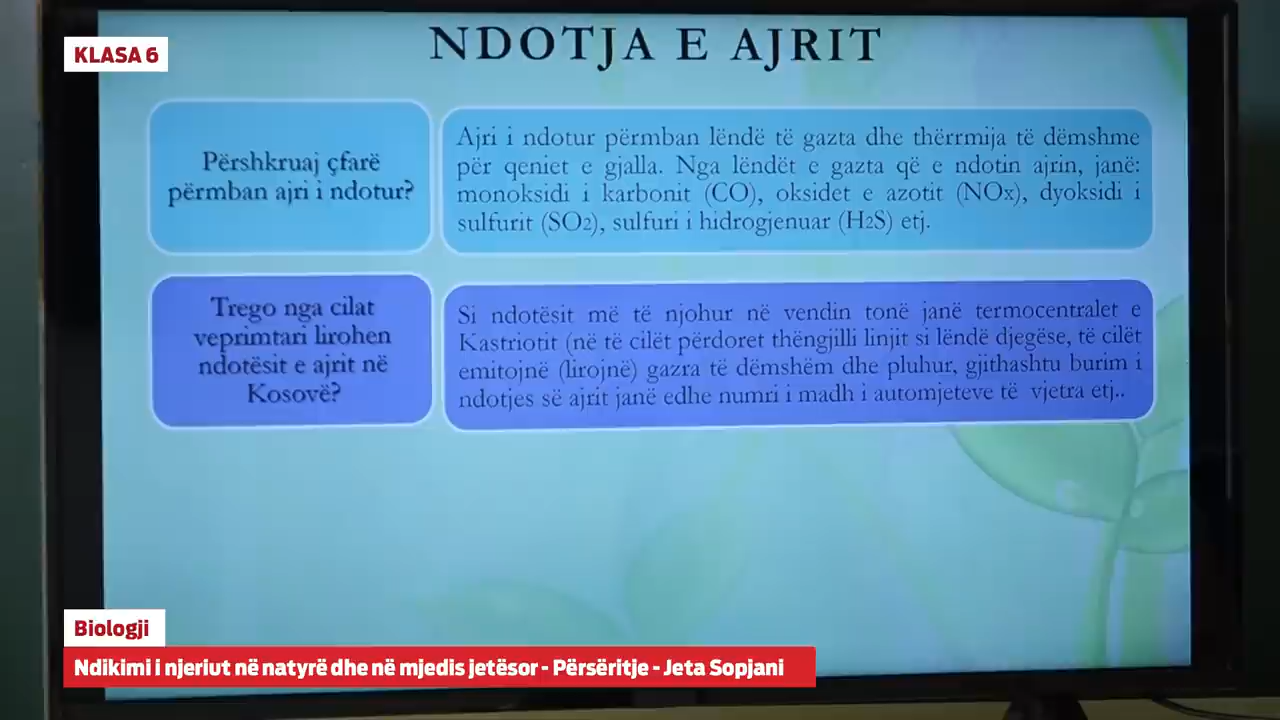 KLASA 6
NDOTJA E AJRIT
Përshkruaj çfarë
përmban ajri i ndotur?
Ajri i ndotur përmban lëndë të gazta dhe thërrmija të dëmshme
për qeniet e gjalla. Nga lëndët e gazta që e ndotin ajrin, janë:
monoksidi i karbonit (CO), oksidet e azotit (NOx), dyoksidi i
sulfurit (SO2), sulfuri i hidrogjenuar (H2S) etj.
Trego nga cilat
veprimtari lirohen
ndotësit e ajrit në
Kosovë?
Si ndotësit më të njohur në vendin tonë janë termocentralet e
Kastriotit (në të cilët përdoret thëngjilli linjit si lëndë djegëse, të cilët
emitojnë (lirojnë) gazra të dëmshëm dhe pluhur, gjithashtu burim i
ndotjes së ajrit janë edhe numri i madh i automjeteve të vjetra etj..
Biologji
Ndikimi i njeriut në natyrë dhe në mjedis jetësor - Përsëritje - Jeta Sopjani